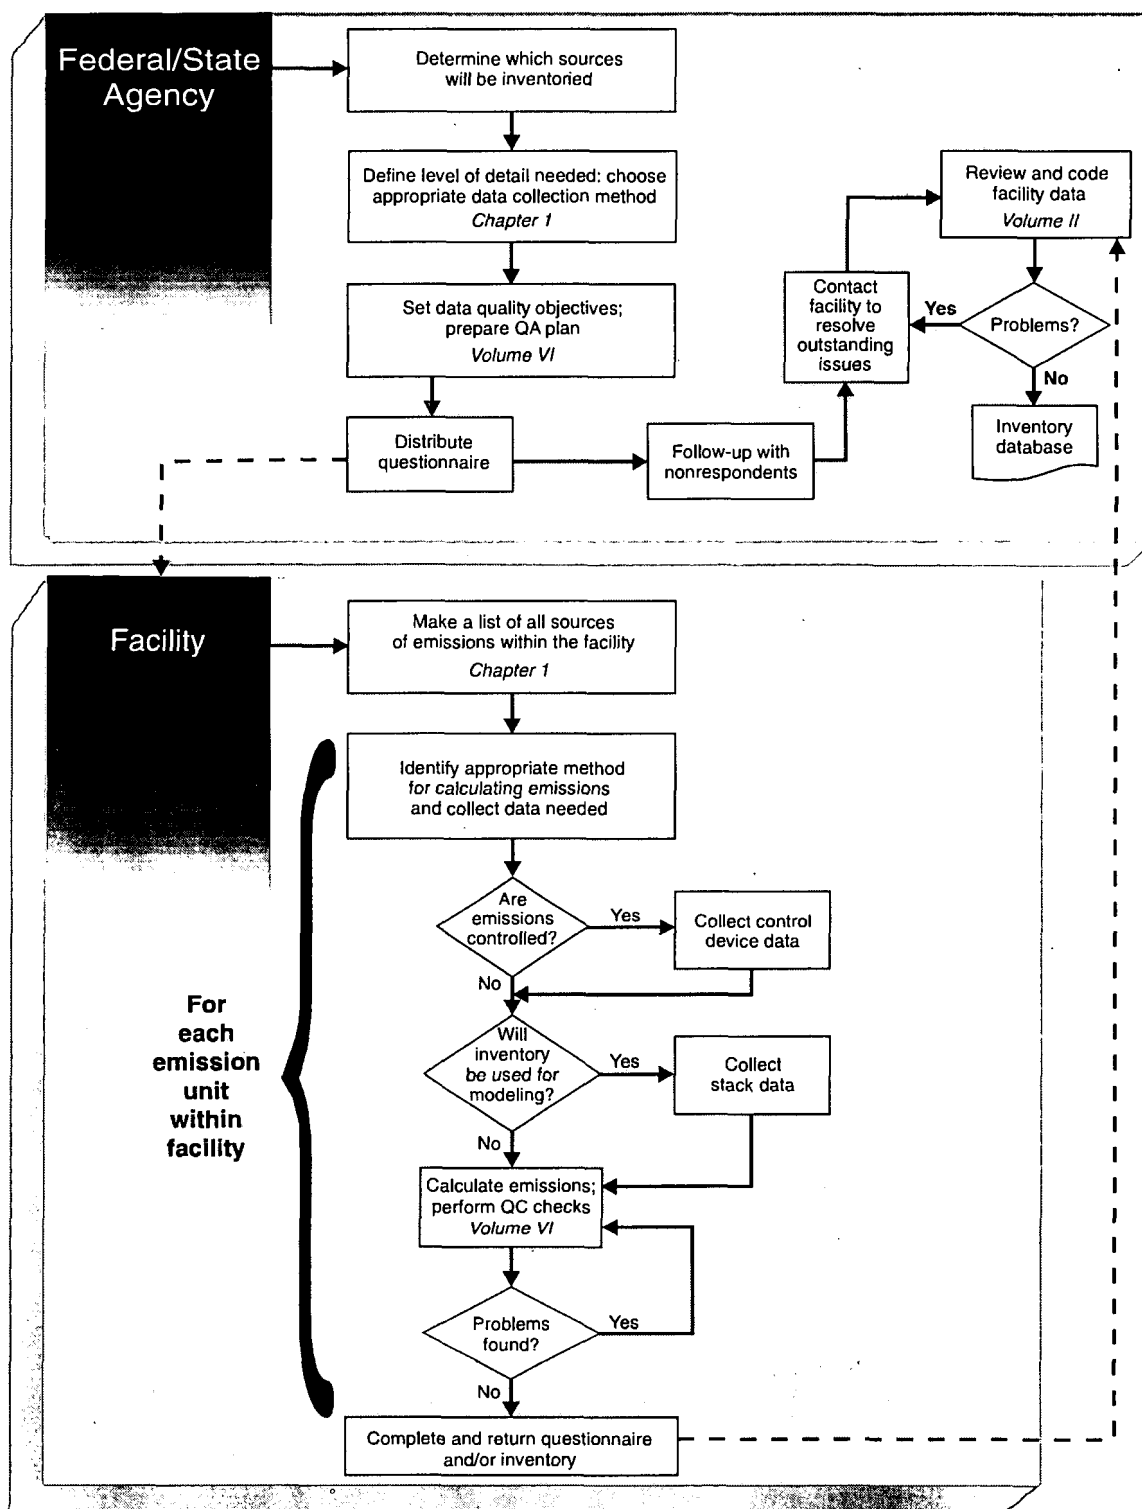 Federal/State
Agency
Determine which sources
will be inventoried
Define level of detail needed: choose
appropriate data collection method
Chapter 1
Set data quality objectives;
prepare QA plan
Volume VI
Distribute
questionnaire
Follow-up with
nonrespondents
Contact
facility to
resolve
outstanding
issues
Review and code
facility data
Volume II
Problems?
Yes
No
Inventory
database
Facility
Make a list of all sources
of emissions within the facility
Chapter 1
For
each
emission
unit
within
facility
Identify appropriate method
for calculating emissions
and collect data needed
Are
emissions
controlled?
Yes
Collect control
device data
No
Will
inventory
be used for
modeling?
Yes
Collect
stack data
No
Calculate emissions;
perform QC checks
Volume VI
Problems
found?
Yes
No
Complete and return questionnaire
and/or inventory